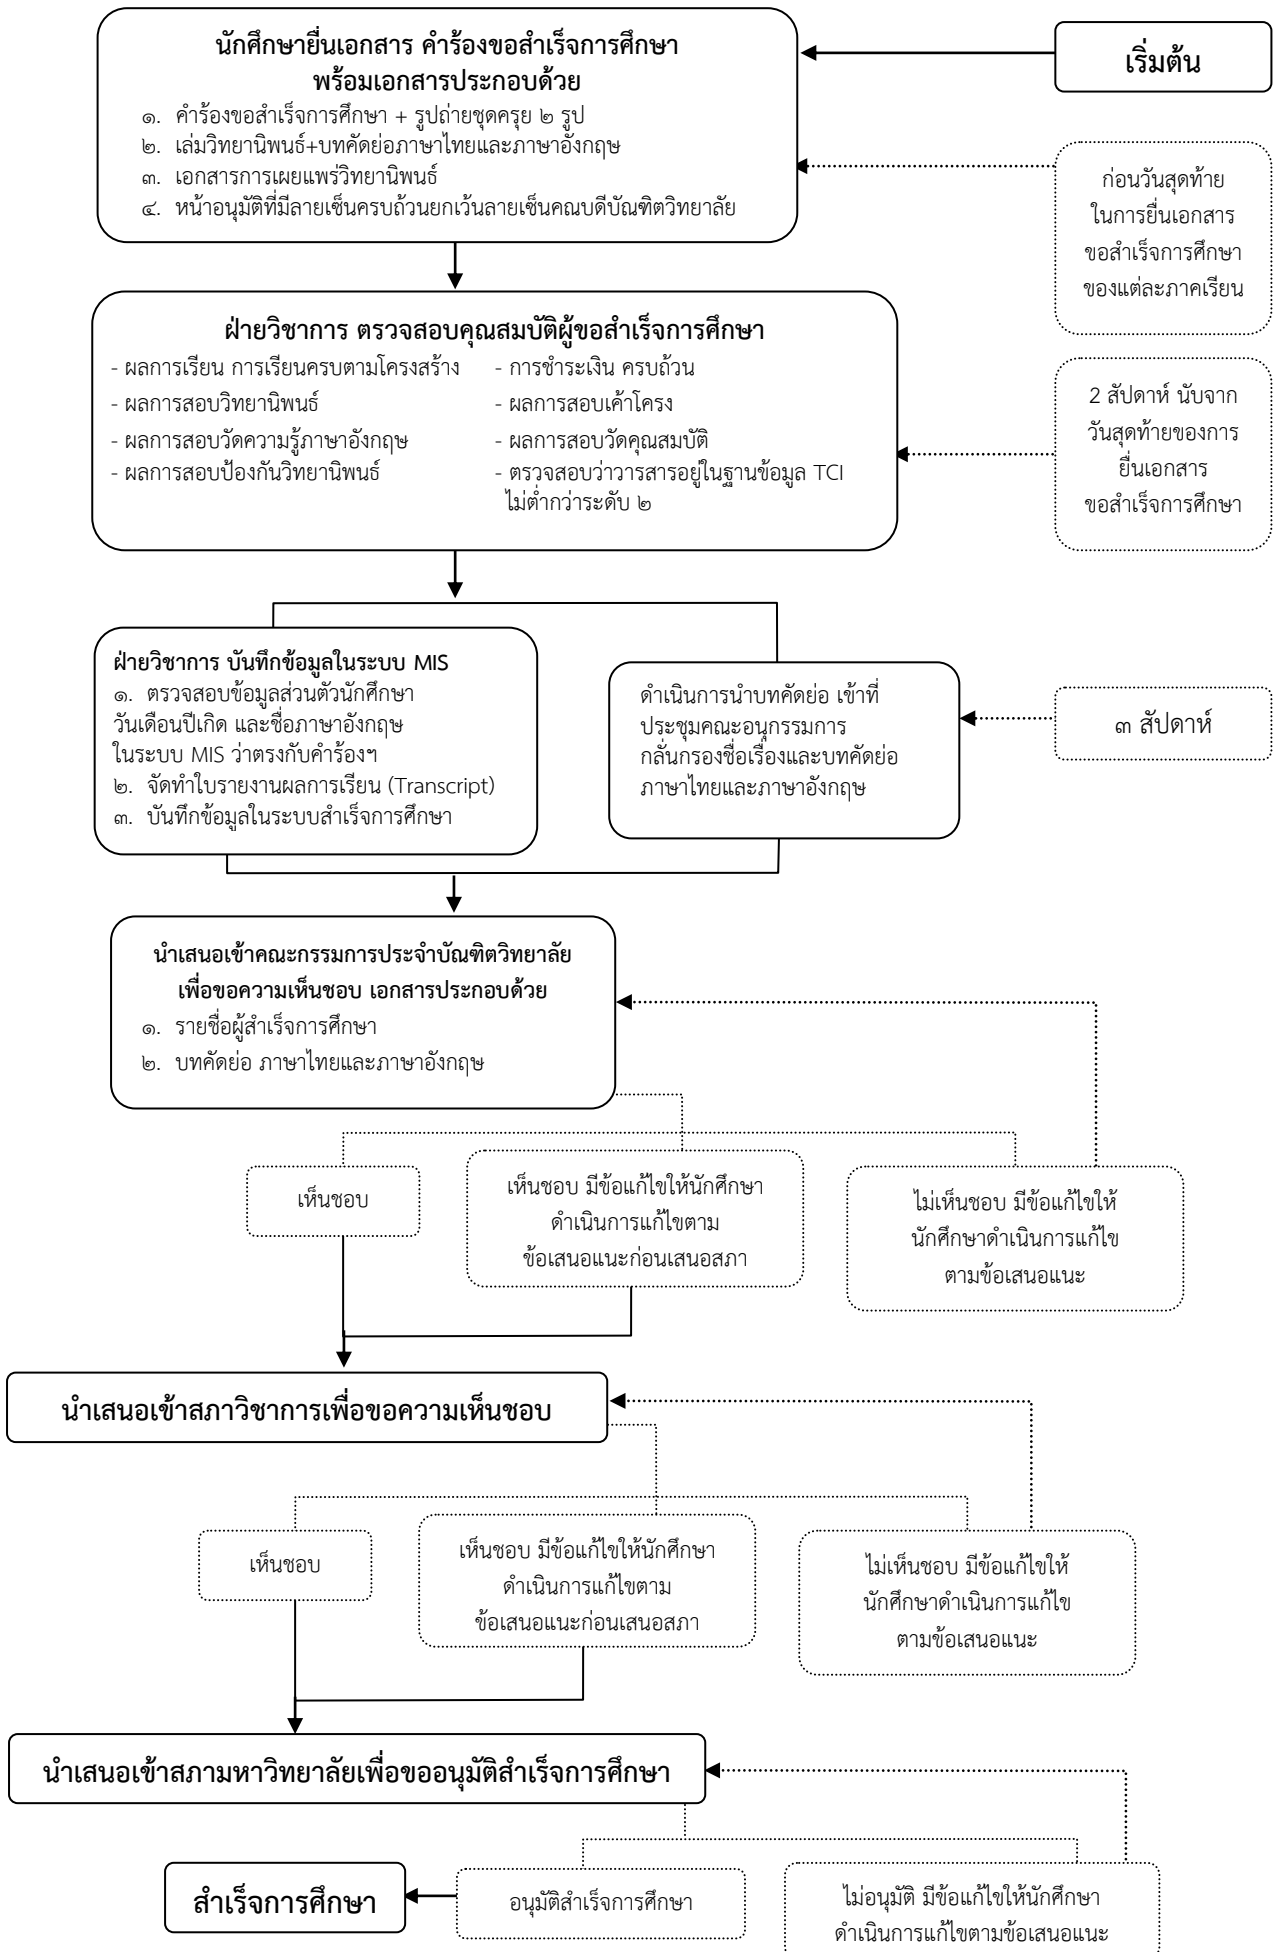 นักศึกษายื่นเอกสาร คำร้องขอสำเร็จการศึกษา
พร้อมเอกสารประกอบด้วย
๑. คำร้องขอสำเร็จการศึกษา + รูปถ่ายชุดครุย ๒ รูป
๒. เล่มวิทยานิพนธ์+บทคัดย่อภาษาไทยและภาษาอังกฤษ
๓. เอกสารการเผยแพร่วิทยานิพนธ์
๔. หน้าอนุมัติที่มีลายเซ็นครบถ้วนยกเว้นลายเซ็นคณบดีบัณฑิตวิทยาลัย
เริ่มต้น
ก่อนวันสุดท้าย
ในการยื่นเอกสาร
ขอสำเร็จการศึกษา
ของแต่ละภาคเรียน
ฝ่ายวิชาการ ตรวจสอบคุณสมบัติผู้ขอสำเร็จการศึกษา
- ผลการเรียน การเรียนครบตามโครงสร้าง
- การชำระเงิน ครบถ้วน
- ผลการสอบวิทยานิพนธ์
- ผลการสอบเค้าโครง
- ผลการสอบวัดความรู้ภาษาอังกฤษ
- ผลการสอบวัดคุณสมบัติ
- ผลการสอบป้องกันวิทยานิพนธ์
- ตรวจสอบว่าวารสารอยู่ในฐานข้อมูล TCI
ไม่ต่ำกว่าระดับ ๒
2 สัปดาห์ นับจาก
วันสุดท้ายของการ
ยื่นเอกสาร
ขอสำเร็จการศึกษา
ฝ่ายวิชาการ บันทึกข้อมูลในระบบ MIS
๑. ตรวจสอบข้อมูลส่วนตัวนักศึกษา
วันเดือนปีเกิด และชื่อภาษาอังกฤษ
ในระบบ MIS ว่าตรงกับคำร้องฯ
๒. จัดทำใบรายงานผลการเรียน (Transcript)
๓. บันทึกข้อมูลในระบบสำเร็จการศึกษา
ดำเนินการนำบทคัดย่อ เข้าที่
ประชุมคณะอนุกรรมการ
กลั่นกรองชื่อเรื่องและบทคัดย่อ
ภาษาไทยและภาษาอังกฤษ
๓ สัปดาห์
นำเสนอเข้าคณะกรรมการประจำบัณฑิตวิทยาลัย
เพื่อขอความเห็นชอบ เอกสารประกอบด้วย
๑. รายชื่อผู้สำเร็จการศึกษา
๒. บทคัดย่อ ภาษาไทยและภาษาอังกฤษ
เห็นชอบ
เห็นชอบ มีข้อแก้ไขให้นักศึกษา
ดำเนินการแก้ไขตาม
ข้อเสนอแนะก่อนเสนอสภา
ไม่เห็นชอบ มีข้อแก้ไขให้
นักศึกษาดำเนินการแก้ไข
ตามข้อเสนอแนะ
นำเสนอเข้าสภาวิชาการเพื่อขอความเห็นชอบ
เห็นชอบ
เห็นชอบ มีข้อแก้ไขให้นักศึกษา
ดำเนินการแก้ไขตาม
ข้อเสนอแนะก่อนเสนอสภา
ไม่เห็นชอบ มีข้อแก้ไขให้
นักศึกษาดำเนินการแก้ไข
ตามข้อเสนอแนะ
นำเสนอเข้าสภามหาวิทยาลัยเพื่อขออนุมัติสำเร็จการศึกษา
สำเร็จการศึกษา
อนุมัติสำเร็จการศึกษา
ไม่อนุมัติ มีข้อแก้ไขให้นักศึกษา
ดำเนินการแก้ไขตามข้อเสนอแนะ